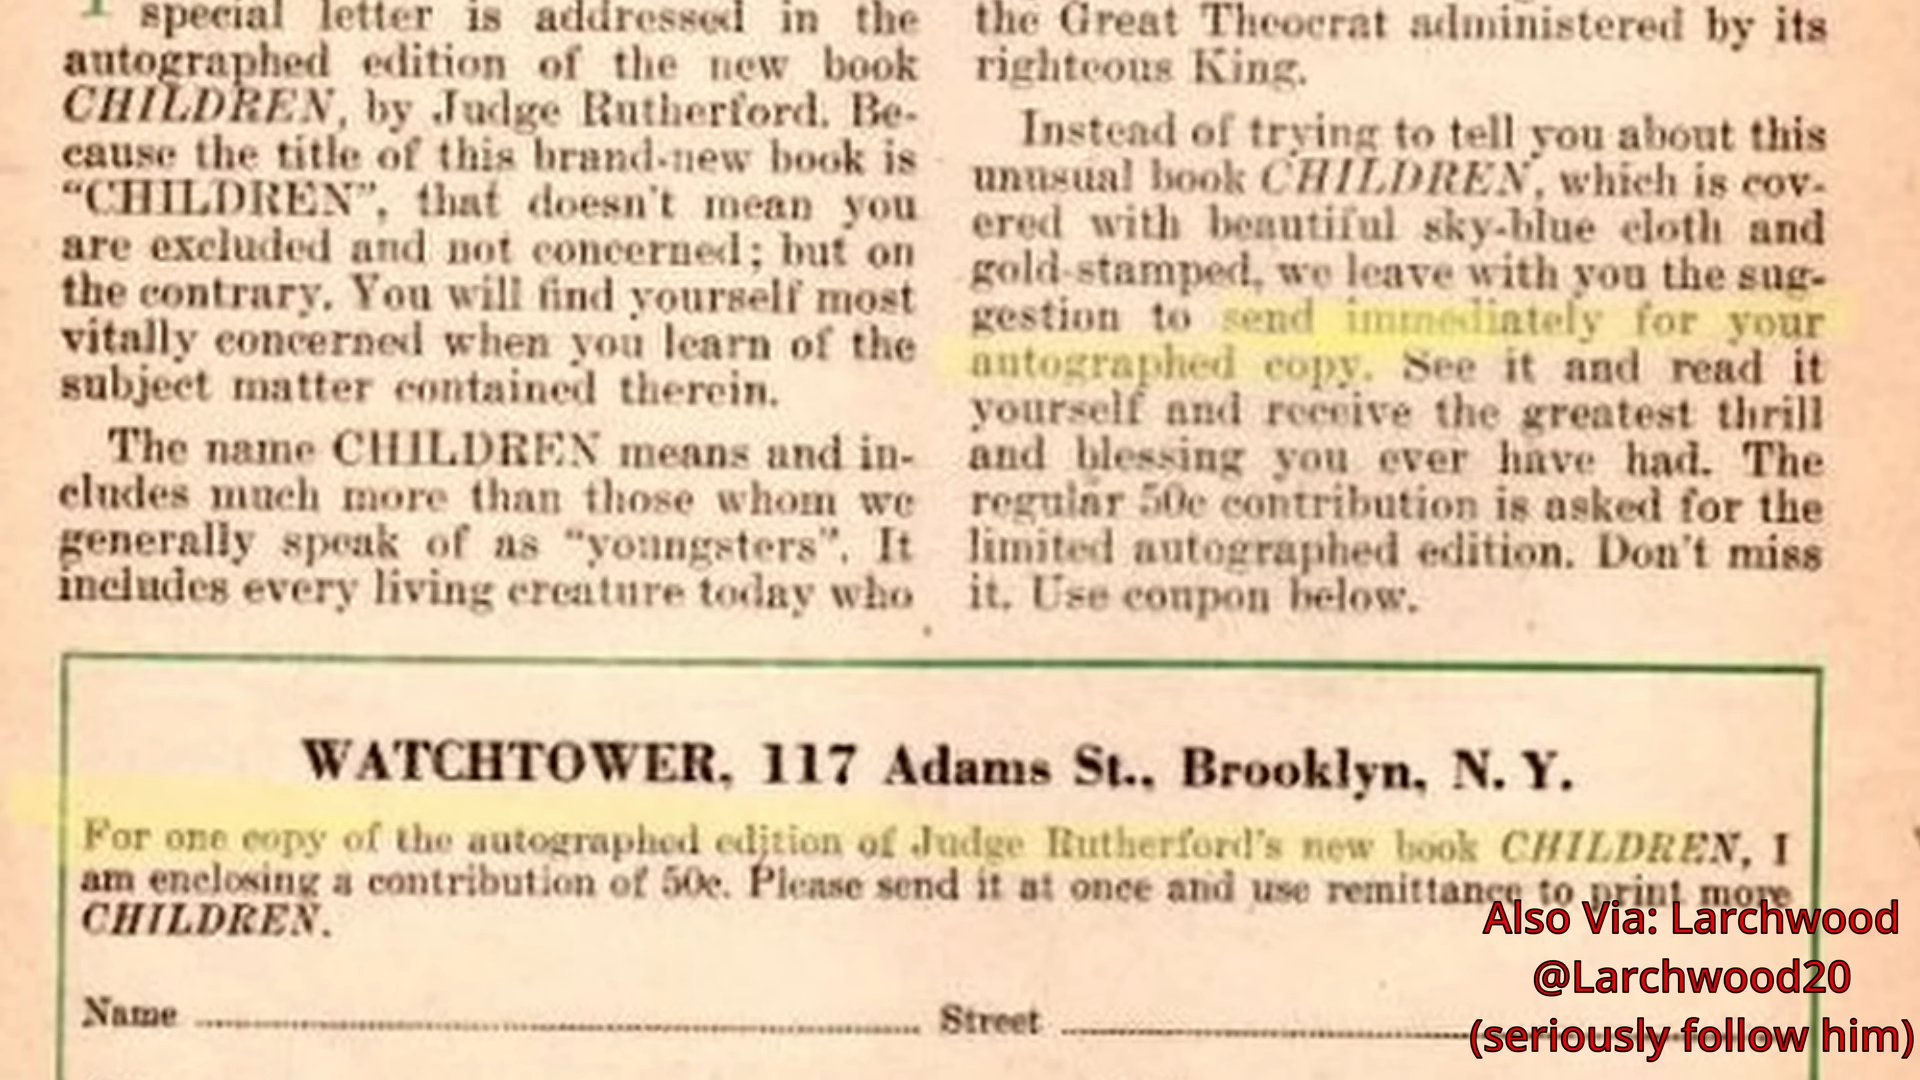 special letter is addressed in the
autographed edition of the new book
CHILDREN, by Judge Rutherford. Be-
cause the title of this brand-new book is
"CHILDREN", that doesn't mean you
are excluded and not concerned; but on
the contrary. You will find yourself most
vitally concerned when you learn of the
subject matter contained therein.
The name CHILDREN means and in-
cludes much more than those whom we
generally speak of as "youngsters". It
includes every living creature today who
the Great Theocrat administered by its
righteous King.
Instead of trying to tell you about this
unusual book CHILDREN, which is cov-
ered with beautiful sky-blue cloth and
gold-stamped, we leave with you the sug-
gestion to send immediately for your
autographed copy. See it and read it
yourself and receive the greatest thrill
and blessing you ever have had. The
regular 50c contribution is asked for the
limited autographed edition. Don't miss
it. Use coupon below.
WATCHTOWER, 117 Adams St., Brooklyn, N. Y.
For one copy of the autographed edition of Judge Rutherford's new book CHILDREN, I
am enclosing a contribution of 50c. Please send it at once and use remittance to print more
CHILDREN.
Name Street
Also Via: Larchwood
@Larchwood20
(seriously follow him)